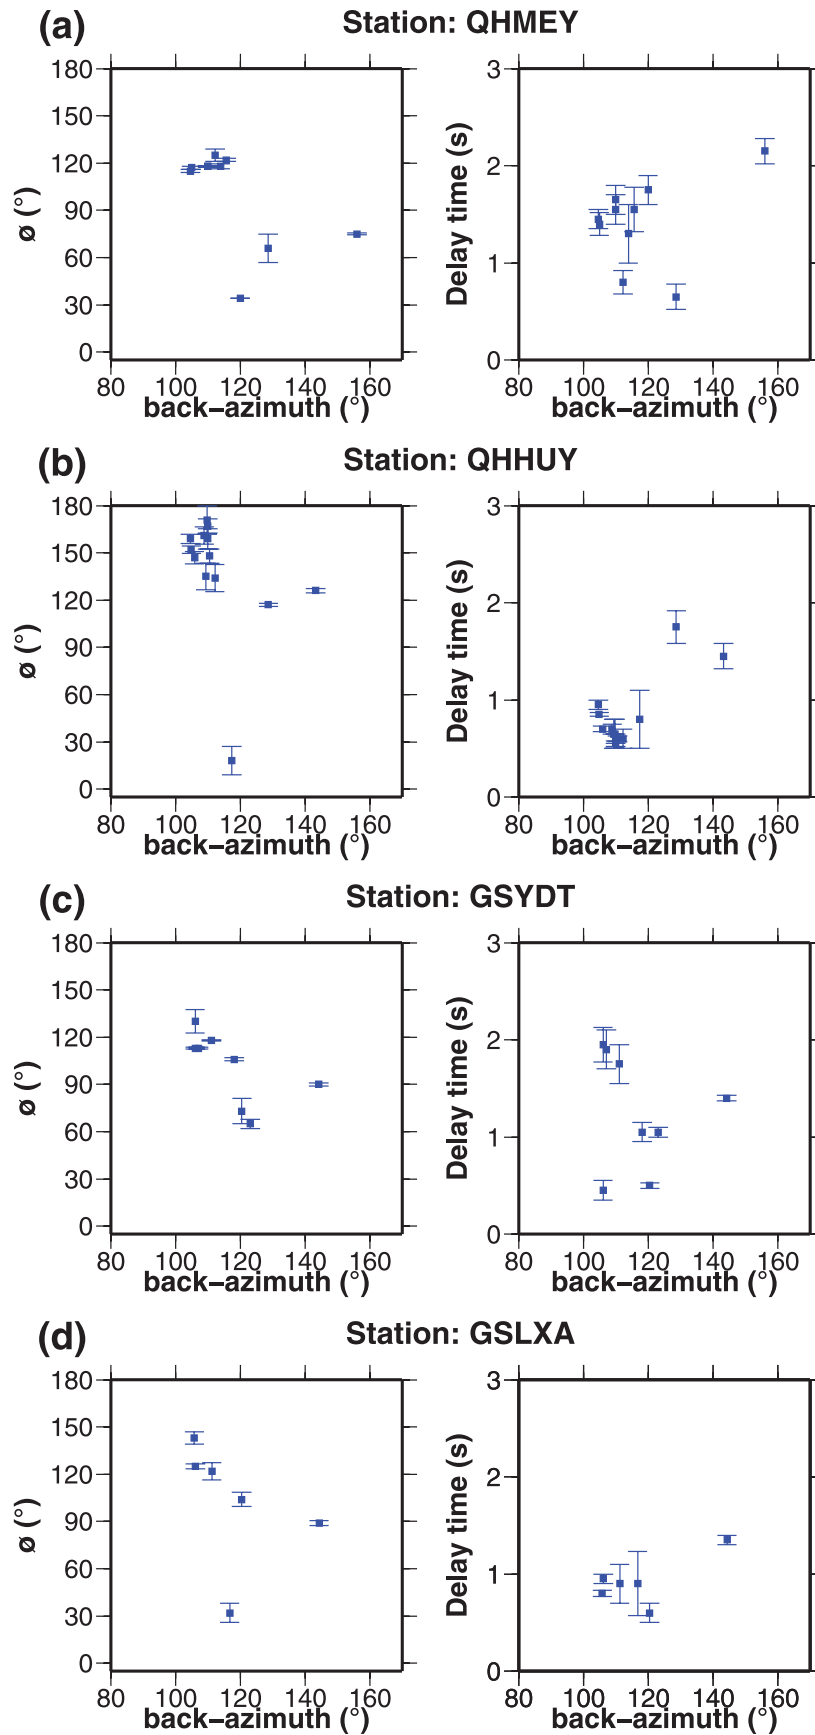 (a) Station: QHMEY
180
150
120
90
60
30
0
ø (°)
80 100 120 140 160
back–azimuth (°)
3
2
1
0
Delay time (s)
80 100 120 140 160
back–azimuth (°)
(b) Station: QHHUY
180
150
120
90
60
30
0
ø (°)
80 100 120 140 160
back–azimuth (°)
3
2
1
0
Delay time (s)
80 100 120 140 160
back–azimuth (°)
(c) Station: GSYDT
180
150
120
90
60
30
0
ø (°)
80 100 120 140 160
back–azimuth (°)
3
2
1
0
Delay time (s)
80 100 120 140 160
back–azimuth (°)
(d) Station: GSLXA
180
150
120
90
60
30
0
ø (°)
80 100 120 140 160
back–azimuth (°)
3
2
1
0
Delay time (s)
80 100 120 140 160
back–azimuth (°)